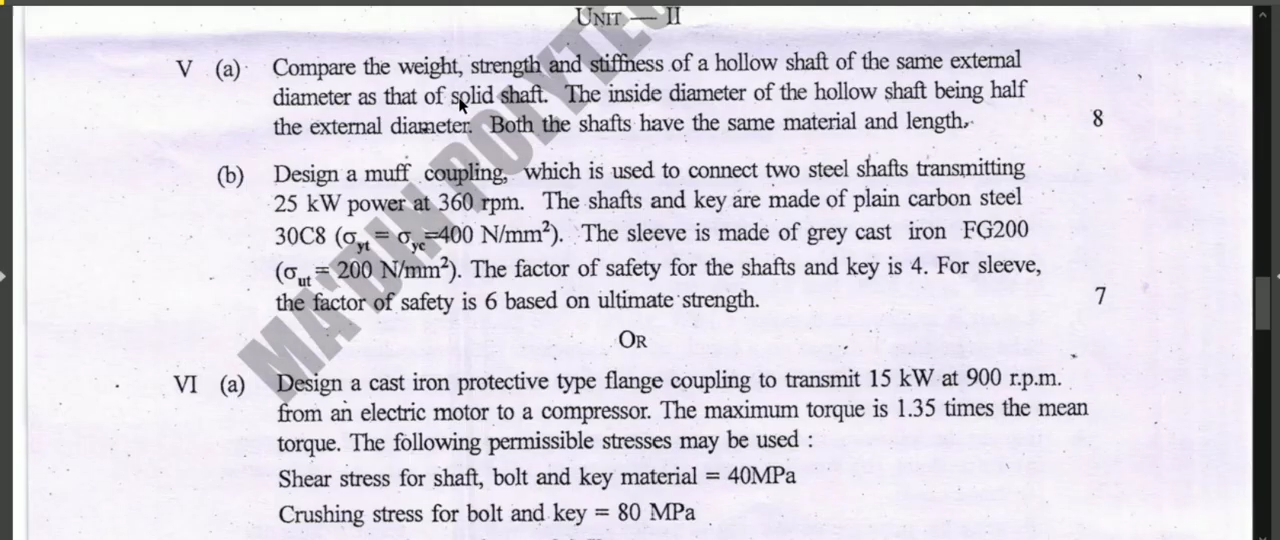 UNIT — II
V (a) Compare the weight, strength and stiffness of a hollow shaft of the same external
diameter as that of solid shaft. The inside diameter of the hollow shaft being half
the external diameter. Both the shafts have the same material and length. 8
(b) Design a muff coupling, which is used to connect two steel shafts transmitting
25 kW power at 360 rpm. The shafts and key are made of plain carbon steel
30C8 (σyt = σyc=400 N/mm²). The sleeve is made of grey cast iron FG200
(σut = 200 N/mm²). The factor of safety for the shafts and key is 4. For sleeve,
the factor of safety is 6 based on ultimate strength. 7
OR
VI (a) Design a cast iron protective type flange coupling to transmit 15 kW at 900 r.p.m.
from an electric motor to a compressor. The maximum torque is 1.35 times the mean
torque. The following permissible stresses may be used :
Shear stress for shaft, bolt and key material = 40MPa
Crushing stress for bolt and key = 80 MPa
MA'DIN POLYTEC